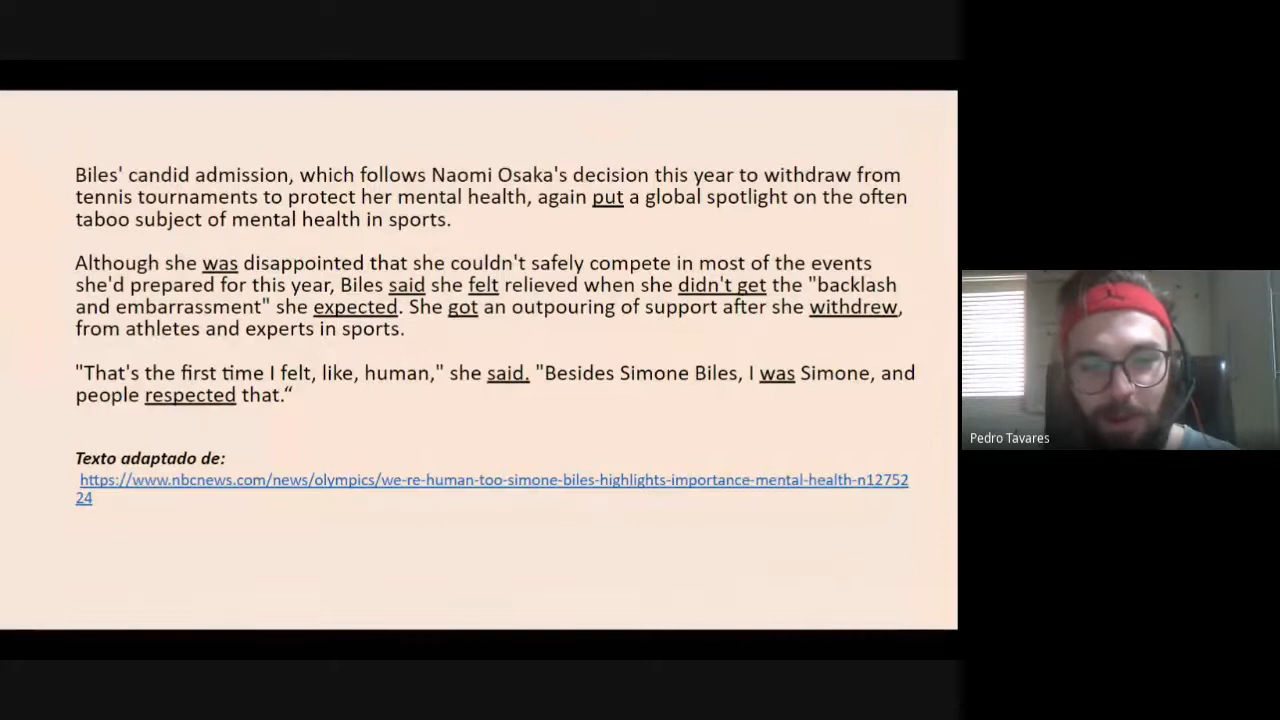 Biles' candid admission, which follows Naomi Osaka's decision this year to withdraw from
tennis tournaments to protect her mental health, again put a global spotlight on the often
taboo subject of mental health in sports.
Although she was disappointed that she couldn't safely compete in most of the events
she'd prepared for this year, Biles said she felt relieved when she didn't get the "backlash
and embarrassment" she expected. She got an outpouring of support after she withdrew,
from athletes and experts in sports.
"That's the first time I felt, like, human," she said. "Besides Simone Biles, I was Simone, and
people respected that.“
Texto adaptado de:
https://www.nbcnews.com/news/olympics/we-re-human-too-simone-biles-highlights-importance-mental-health-n12752
24
Pedro Tavares